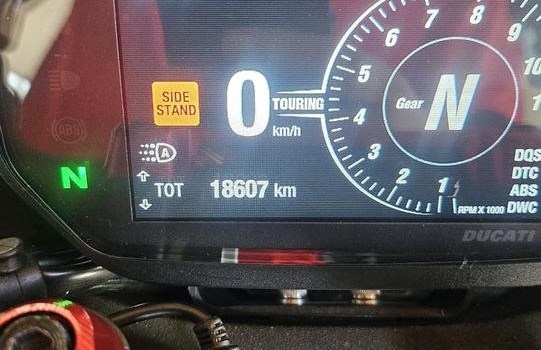 SIDE
STAND
0
km/h
TOURING
Gear
N
1
2
3
4
5
6
7
8
9
10
RPM X 1000
DQS
DTC
ABS
DWC
A
TOT 18607 km
N
ABS
DUCATI